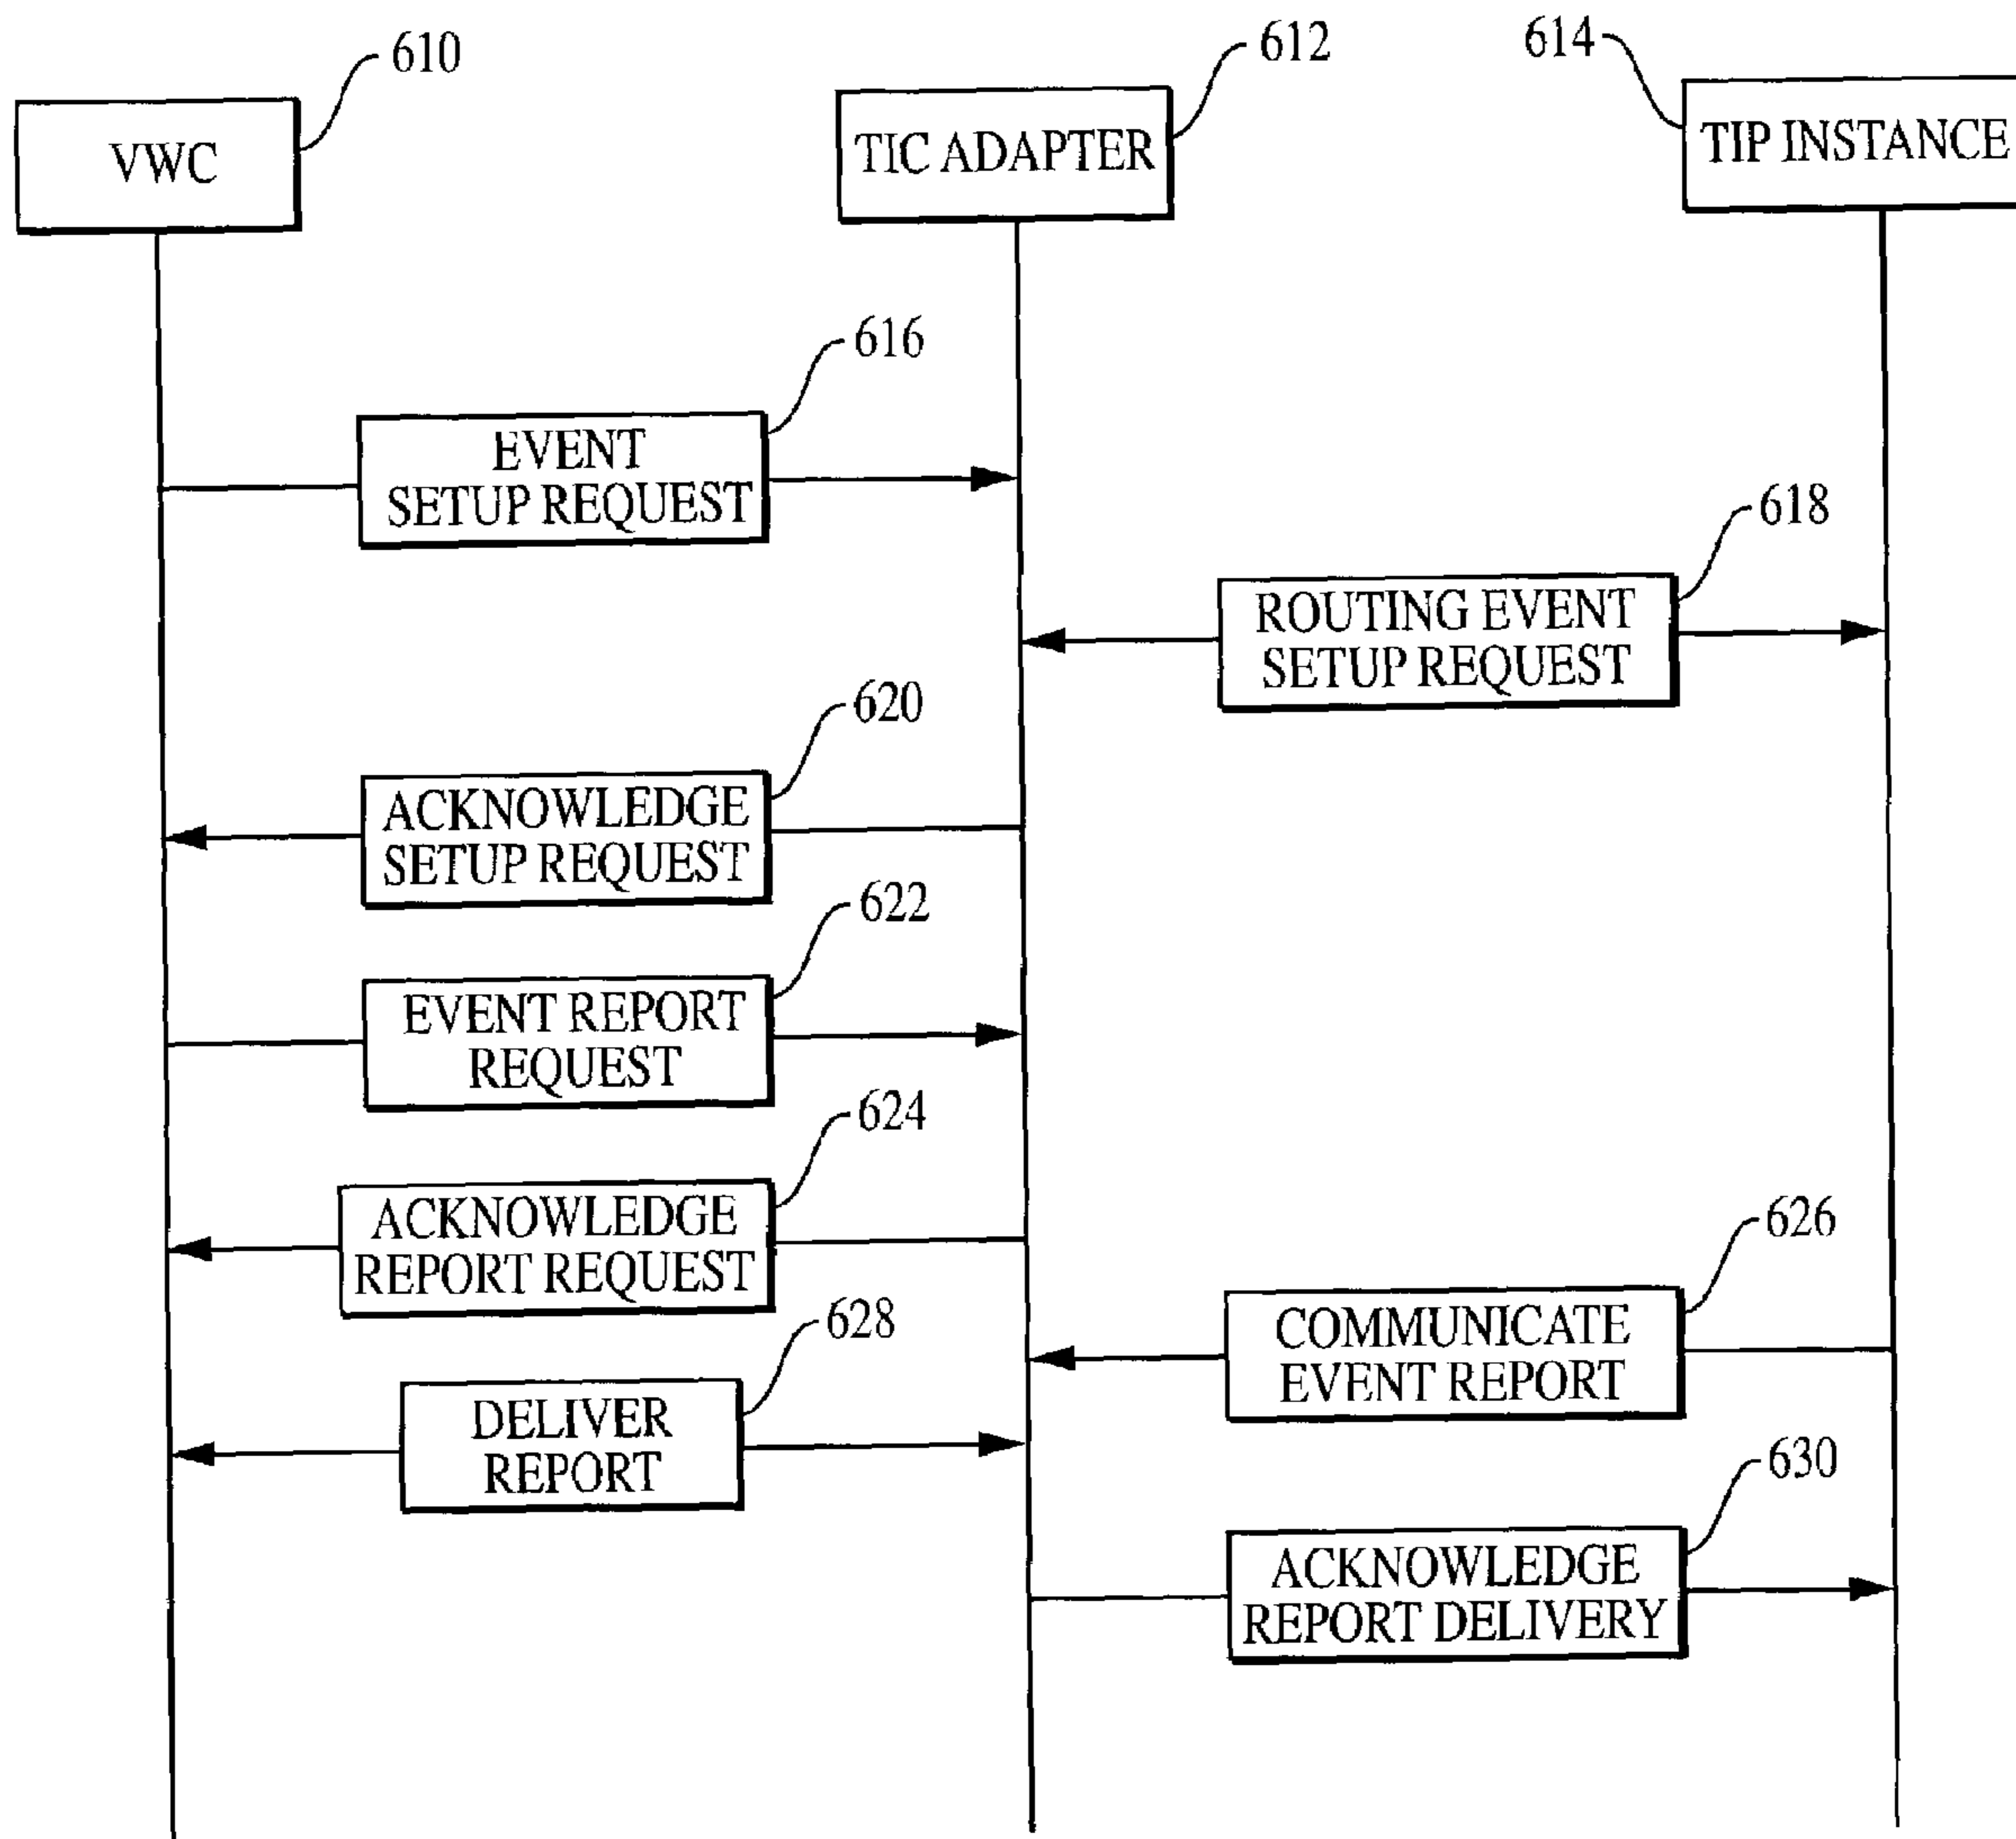 610
612
614
VWC
TIC ADAPTER
TIP INSTANCE
616
EVENT
SETUP REQUEST
618
ROUTING EVENT
SETUP REQUEST
620
ACKNOWLEDGE
SETUP REQUEST
622
EVENT REPORT
REQUEST
624
ACKNOWLEDGE
REPORT REQUEST
626
COMMUNICATE
EVENT REPORT
628
DELIVER
REPORT
630
ACKNOWLEDGE
REPORT DELIVERY